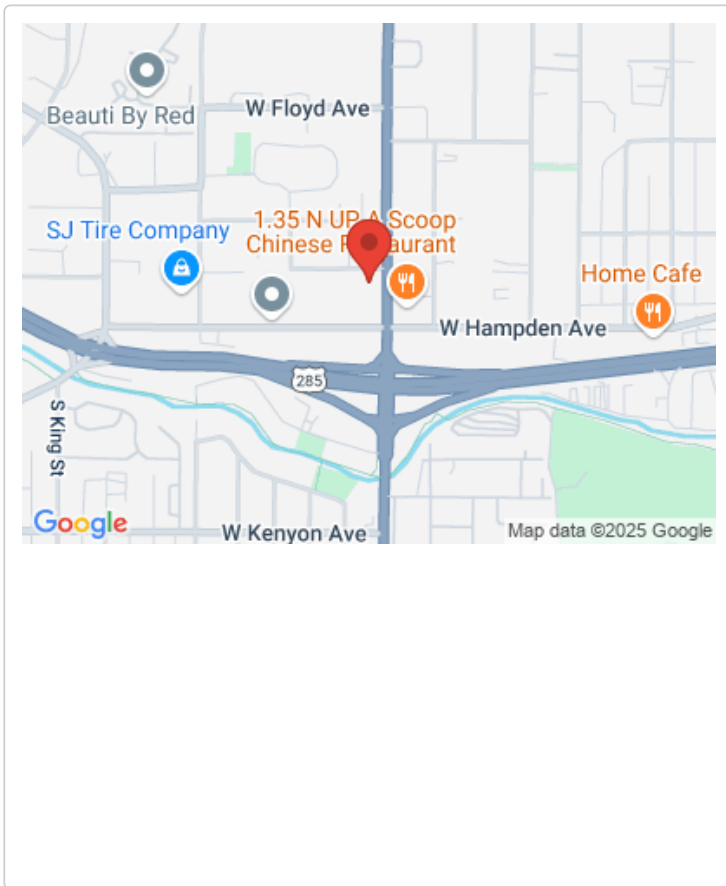 Beauti By Red
W Floyd Ave
1.35 N UP A Scoop
Chinese Restaurant
SJ Tire Company
Home Cafe
W Hampden Ave
285
S King St
W Kenyon Ave
Google
Map data ©2025 Google